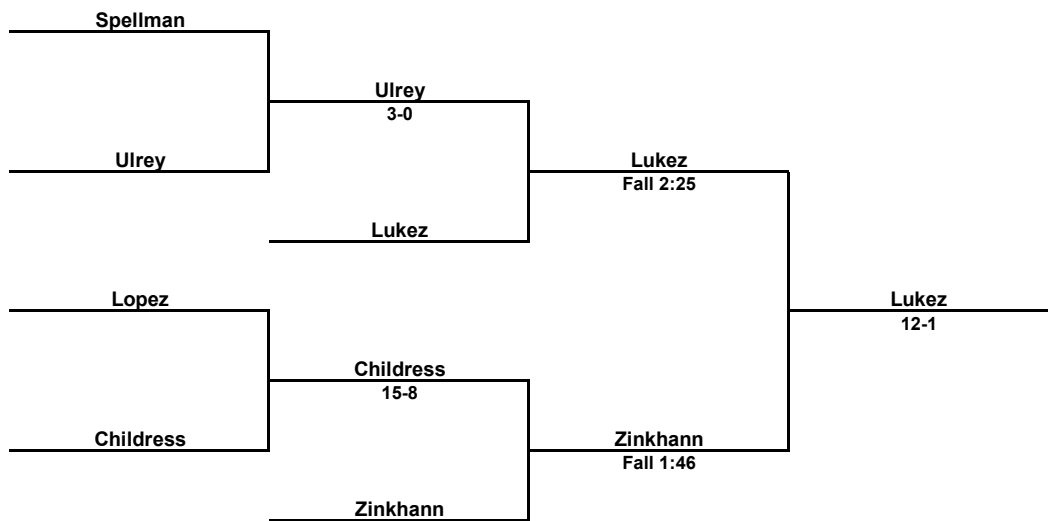 Spellman
Ulrey
3-0
Ulrey
Lukez
Fall 2:25
Lukez
Lopez
Lukez
12-1
Childress
15-8
Childress
Zinkhann
Fall 1:46
Zinkhann